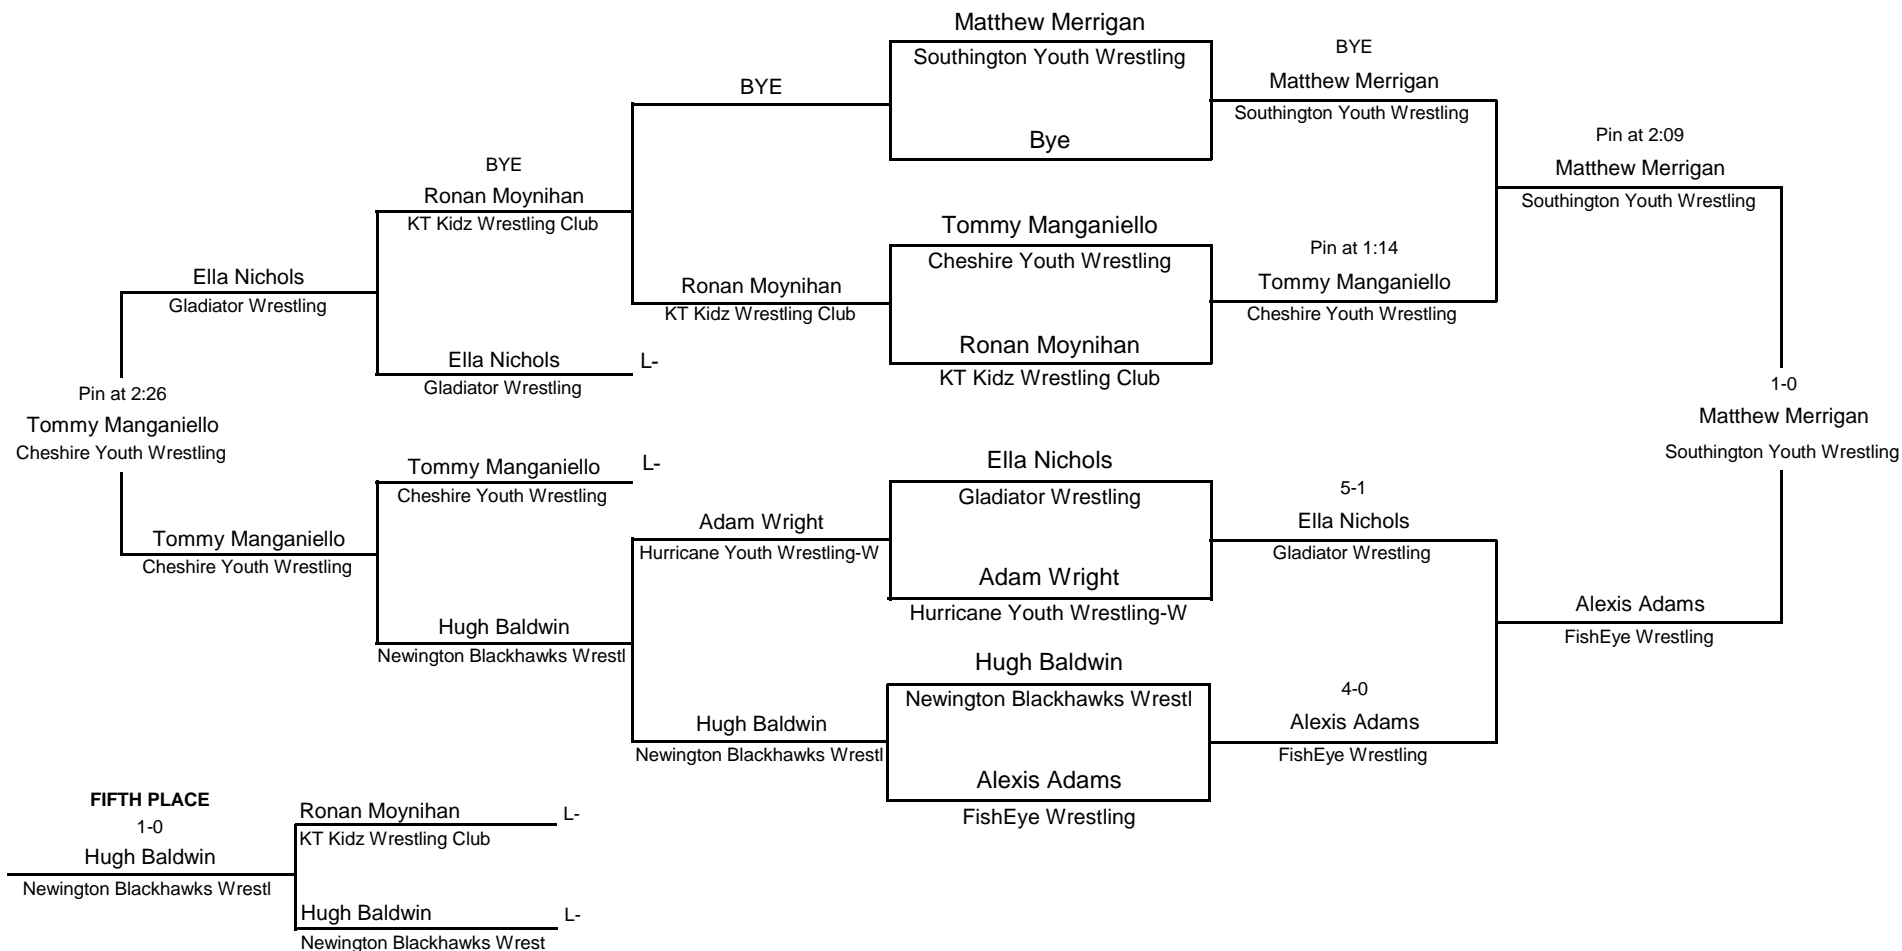 Matthew Merrigan
Southington Youth Wrestling
BYE
BYE
Matthew Merrigan
Southington Youth Wrestling
Bye
Pin at 2:09
Matthew Merrigan
Southington Youth Wrestling
BYE
Ronan Moynihan
KT Kidz Wrestling Club
Tommy Manganiello
Cheshire Youth Wrestling
Pin at 1:14
Tommy Manganiello
Cheshire Youth Wrestling
Ella Nichols
Gladiator Wrestling
Ronan Moynihan
KT Kidz Wrestling Club
Ronan Moynihan
KT Kidz Wrestling Club
Ella Nichols
L-
Gladiator Wrestling
Pin at 2:26
Tommy Manganiello
Cheshire Youth Wrestling
1-0
Matthew Merrigan
Southington Youth Wrestling
Tommy Manganiello
L-
Cheshire Youth Wrestling
Ella Nichols
Gladiator Wrestling
5-1
Ella Nichols
Gladiator Wrestling
Adam Wright
Hurricane Youth Wrestling-W
Tommy Manganiello
Cheshire Youth Wrestling
Adam Wright
Hurricane Youth Wrestling-W
Alexis Adams
FishEye Wrestling
Hugh Baldwin
Newington Blackhawks Wrestl
Hugh Baldwin
Newington Blackhawks Wrestl
4-0
Alexis Adams
FishEye Wrestling
Hugh Baldwin
Newington Blackhawks Wrestl
Alexis Adams
FishEye Wrestling
FIFTH PLACE
1-0
Hugh Baldwin
Newington Blackhawks Wrestl
Ronan Moynihan
L-
KT Kidz Wrestling Club
Hugh Baldwin
L-
Newington Blackhawks Wrest